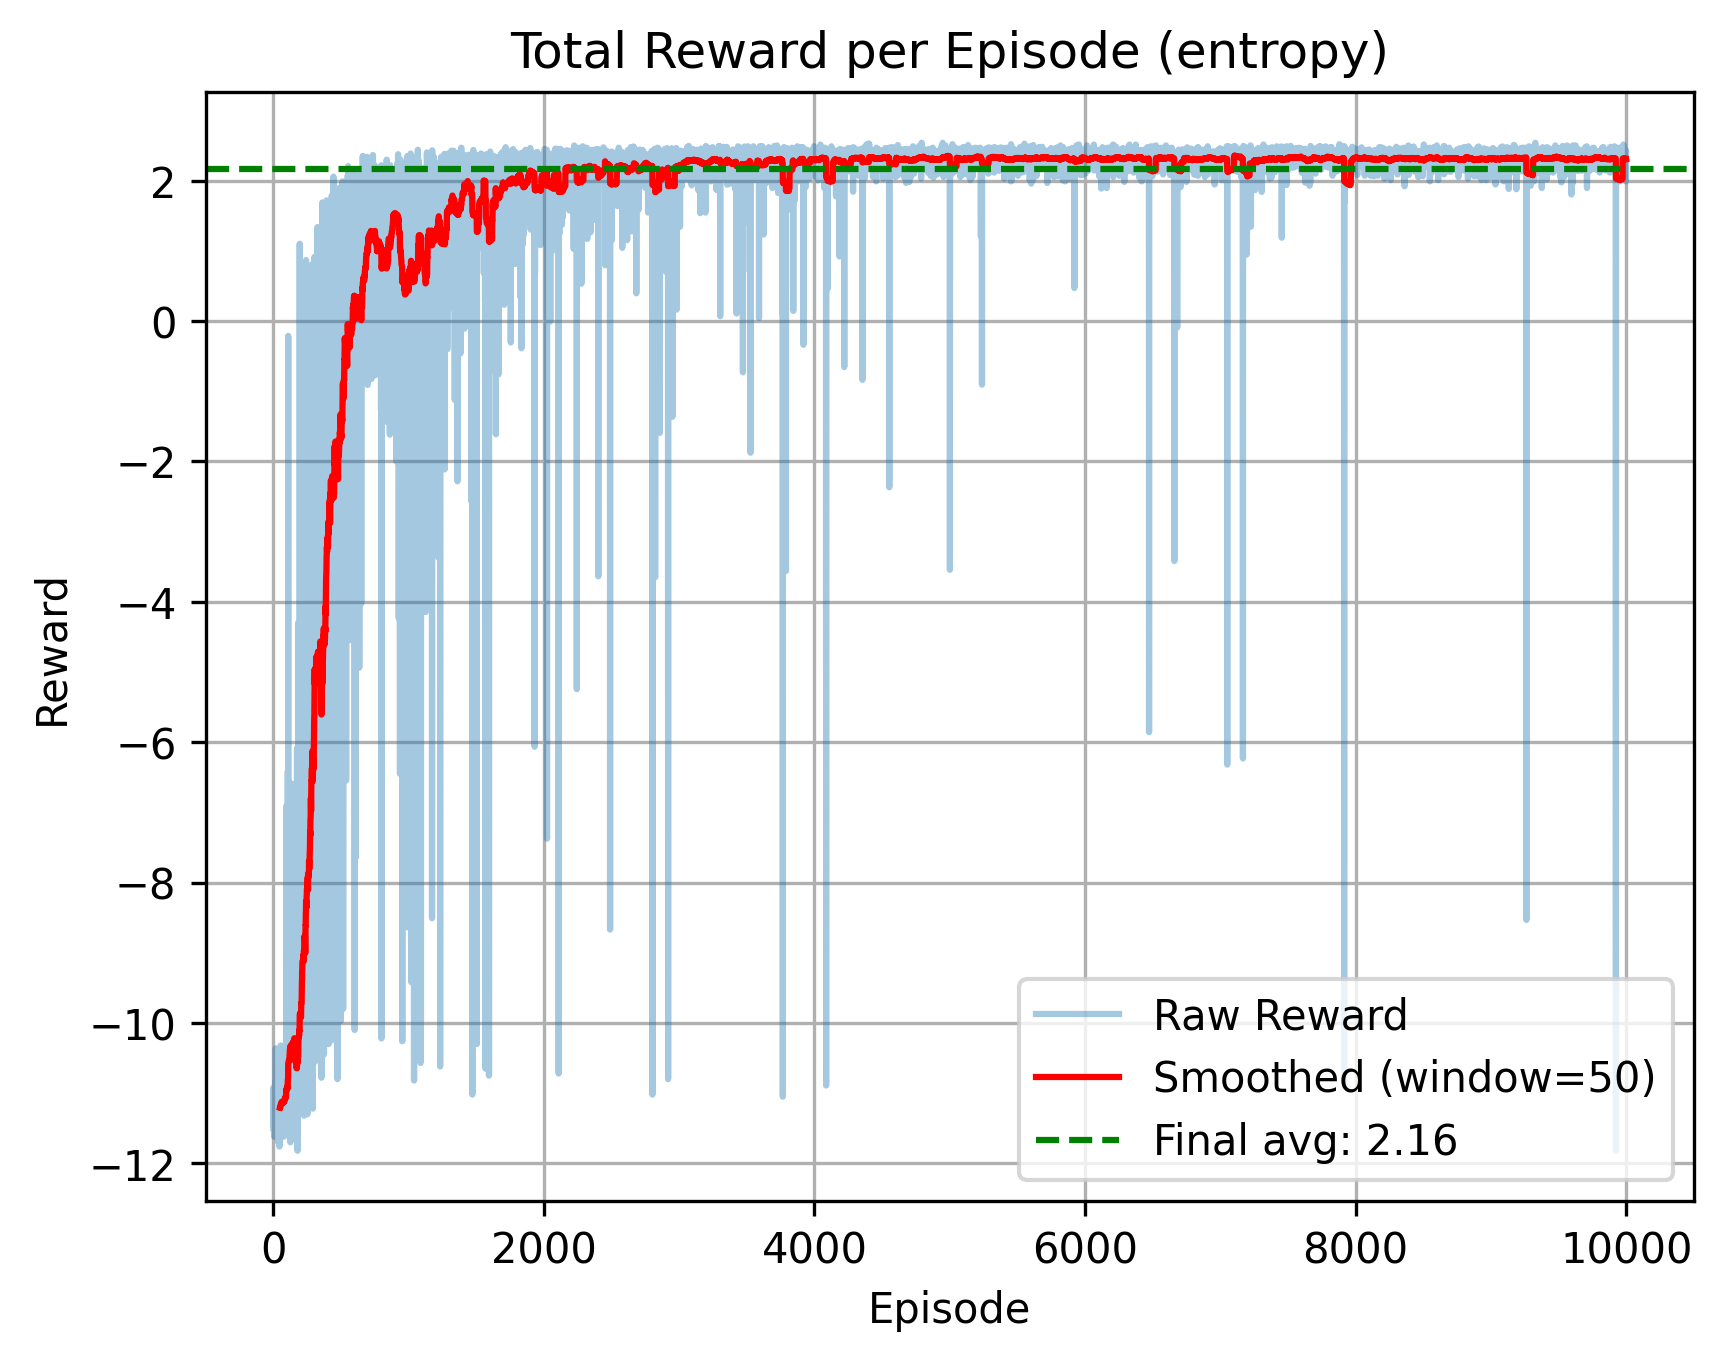 Total Reward per Episode (entropy)
Reward
2
0
−2
−4
−6
−8
−10
−12
0 2000 4000 6000 8000 10000
Episode
Raw Reward
Smoothed (window=50)
Final avg: 2.16